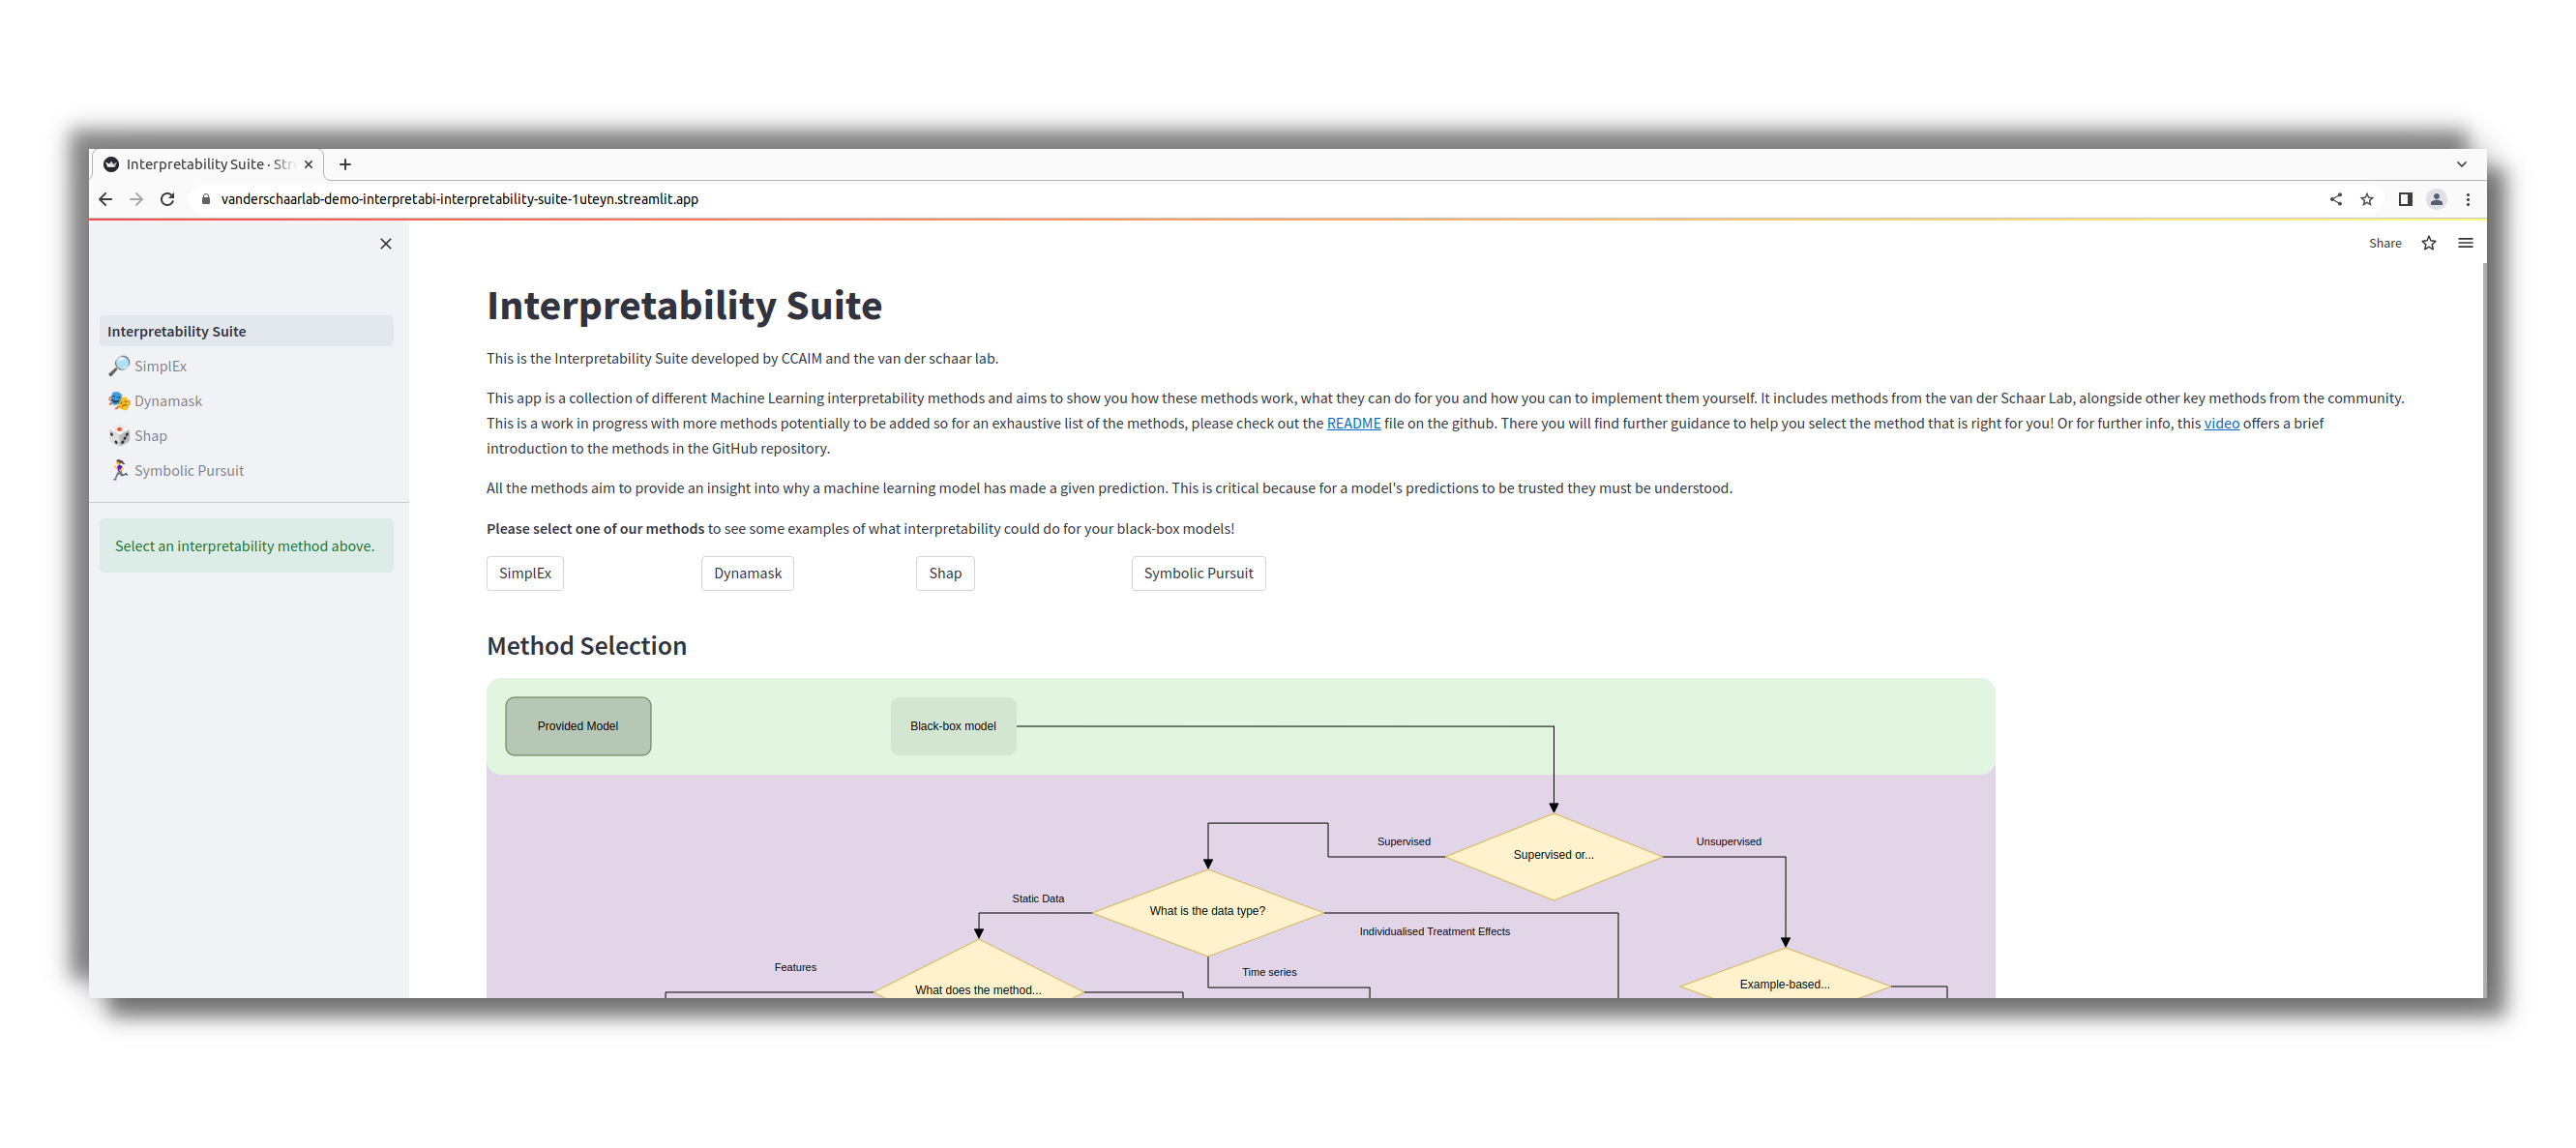 Interpretability Suite · Str
vanderschaarlab-demo-interpretabi-interpretability-suite-1uteyn.streamlit.app
Share
Interpretability Suite
SimplEx
Dynamask
Shap
Symbolic Pursuit
Select an interpretability method above.
Interpretability Suite
This is the Interpretability Suite developed by CCAIM and the van der schaar lab.
This app is a collection of different Machine Learning interpretability methods and aims to show you how these methods work, what they can do for you and how you can to implement them yourself. It includes methods from the van der Schaar Lab, alongside other key methods from the community.
This is a work in progress with more methods potentially to be added so for an exhaustive list of the methods, please check out the README file on the github. There you will find further guidance to help you select the method that is right for you! Or for further info, this video offers a brief
introduction to the methods in the GitHub repository.
All the methods aim to provide an insight into why a machine learning model has made a given prediction. This is critical because for a model's predictions to be trusted they must be understood.
Please select one of our methods to see some examples of what interpretability could do for your black-box models!
SimplEx Dynamask Shap Symbolic Pursuit
Method Selection
Provided Model
Black-box model
Supervised
Supervised or...
Unsupervised
Static Data
What is the data type?
Individualised Treatment Effects
Features
Time series
What does the method...
Example-based...